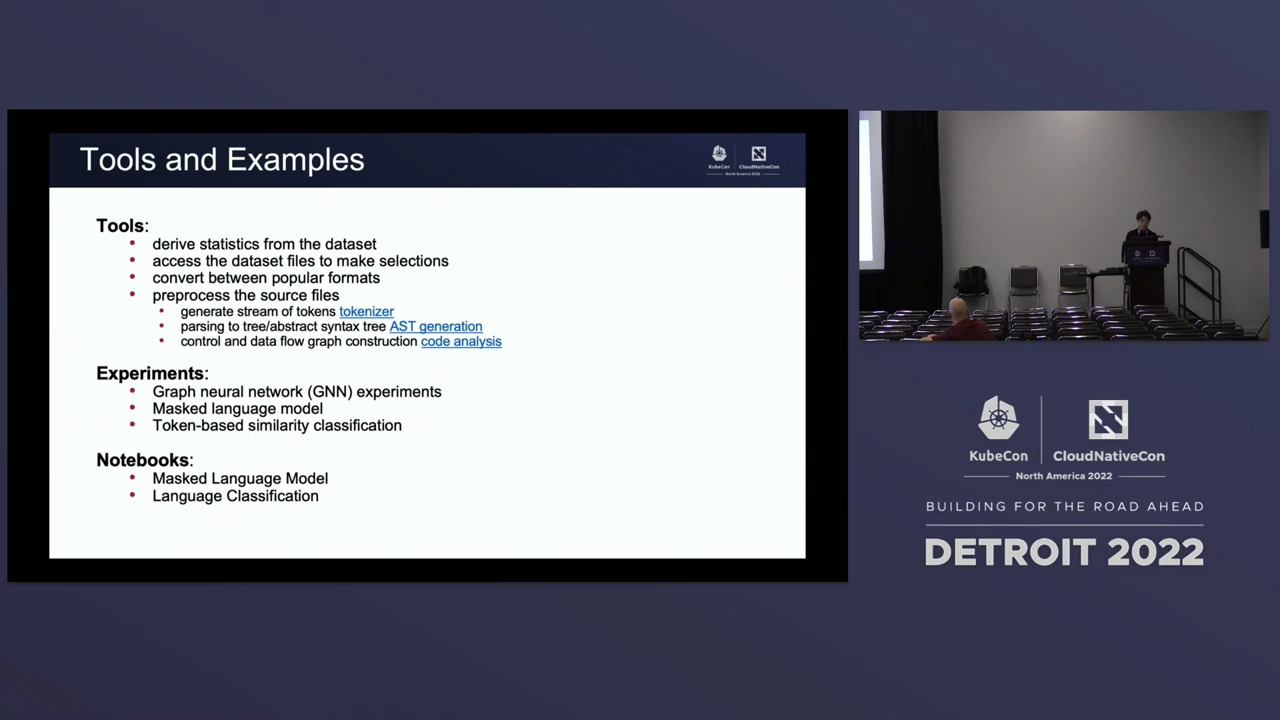 Tools and Examples
KubeCon
CloudNativeCon
North America 2022
Tools:
derive statistics from the dataset
access the dataset files to make selections
convert between popular formats
preprocess the source files
generate stream of tokens tokenizer
parsing to tree/abstract syntax tree AST generation
control and data flow graph construction code analysis
Experiments:
Graph neural network (GNN) experiments
Masked language model
Token-based similarity classification
Notebooks:
Masked Language Model
Language Classification
KubeCon
CloudNativeCon
North America 2022
BUILDING FOR THE ROAD AHEAD
DETROIT 2022